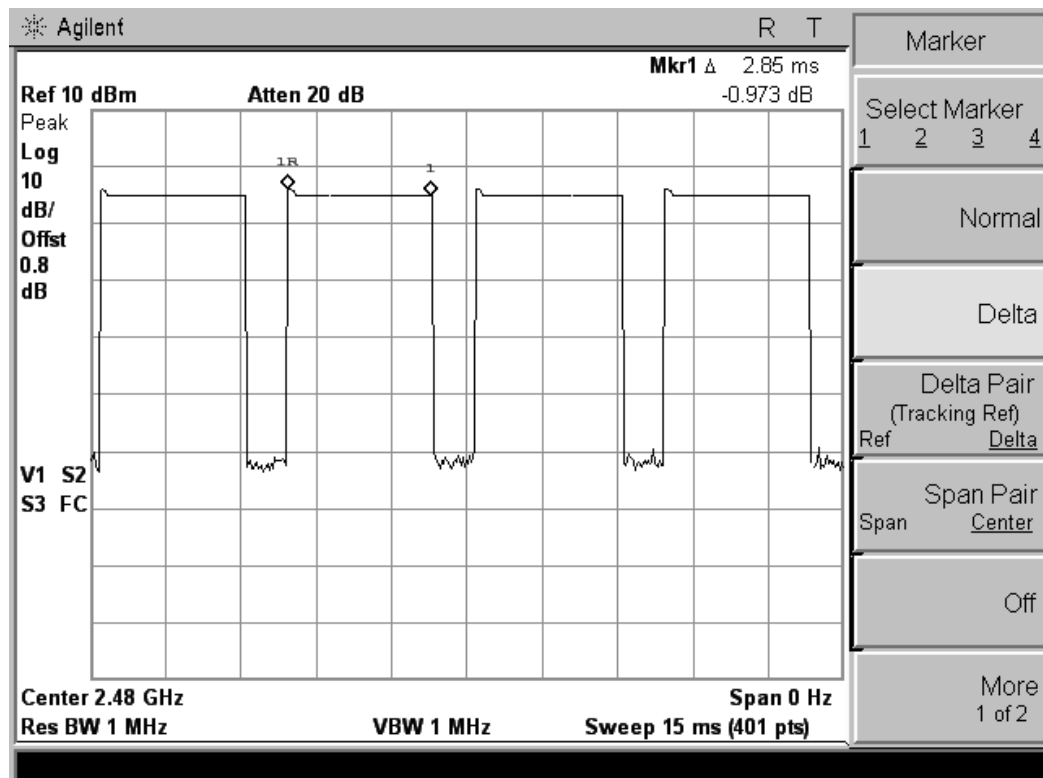 Agilent R T
Mkr1 Δ 2.85 ms
Ref 10 dBm Atten 20 dB -0.973 dB
Peak
Log
10
dB/
Offst
0.8
dB
1R
1
V1 S2
S3 FC
Center 2.48 GHz Span 0 Hz
Res BW 1 MHz VBW 1 MHz Sweep 15 ms (401 pts)
Marker
Select Marker
1 2 3 4
Normal
Delta
Delta Pair
(Tracking Ref)
Ref Delta
Span Pair
Span Center
Off
More
1 of 2